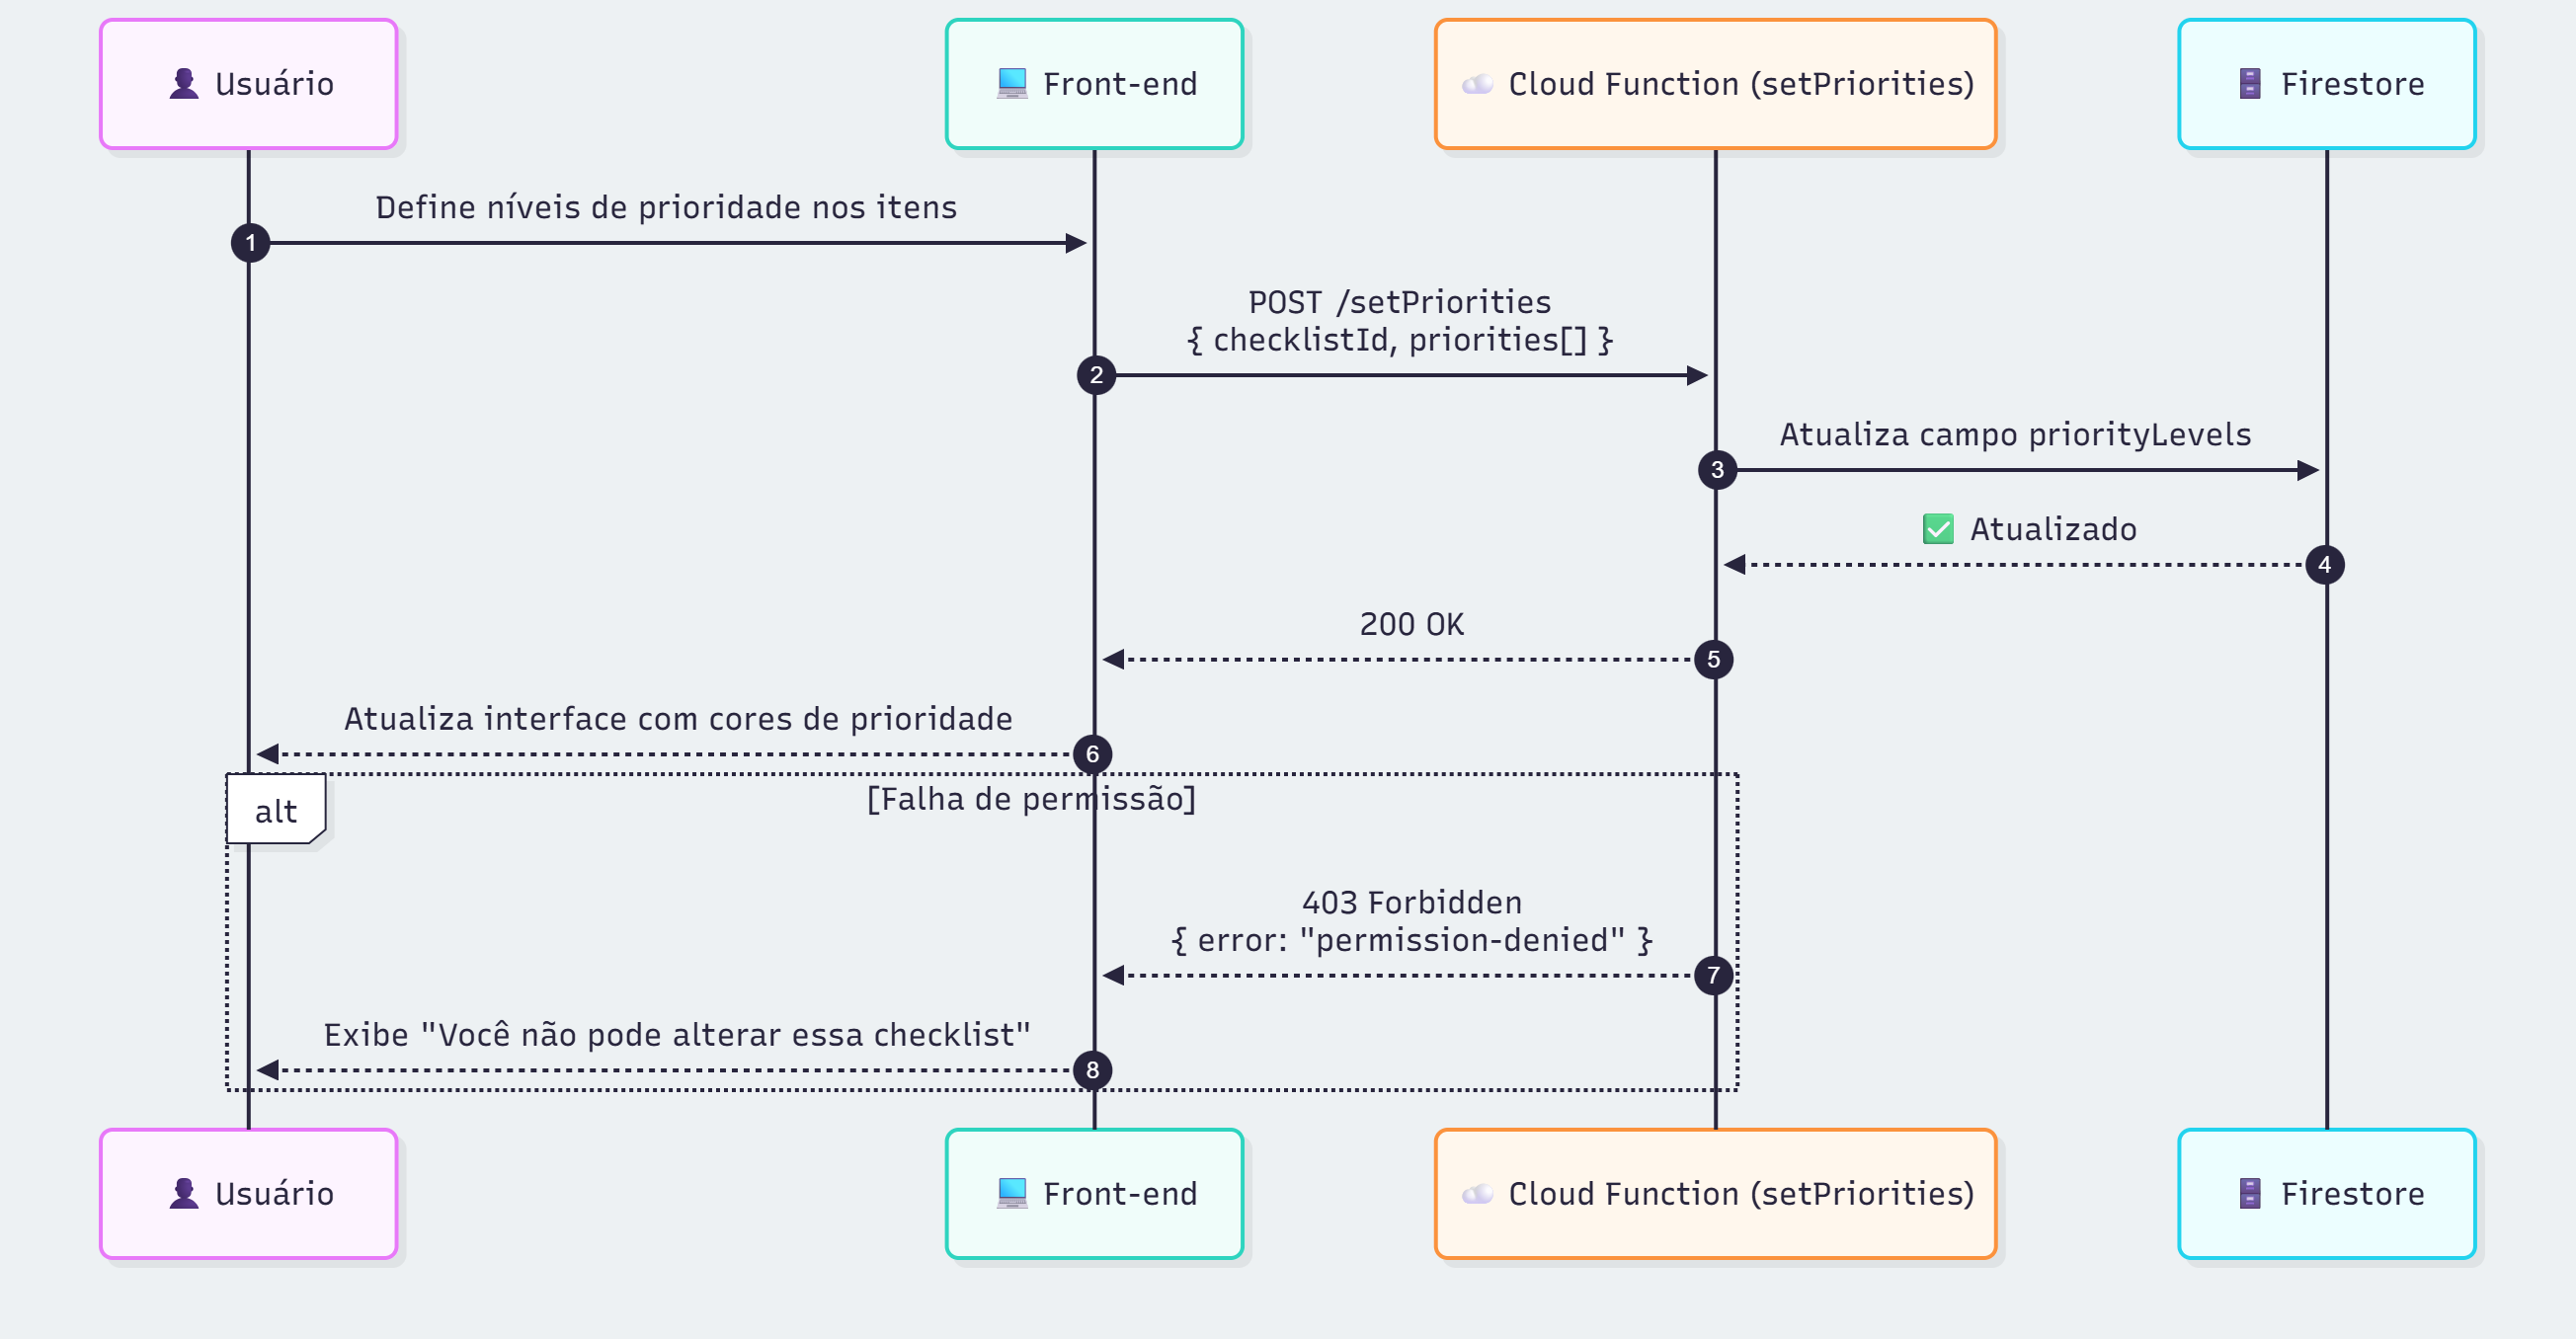 Usuário
Front-end
Cloud Function (setPriorities)
Firestore
Define níveis de prioridade nos itens
1
POST /setPriorities
{ checklistId, priorities[] }
2
Atualiza campo priorityLevels
3
✅ Atualizado
4
200 OK
5
Atualiza interface com cores de prioridade
6
alt
[Falha de permissão]
403 Forbidden
{ error: "permission-denied" }
7
Exibe "Você não pode alterar essa checklist"
8
Usuário
Front-end
Cloud Function (setPriorities)
Firestore